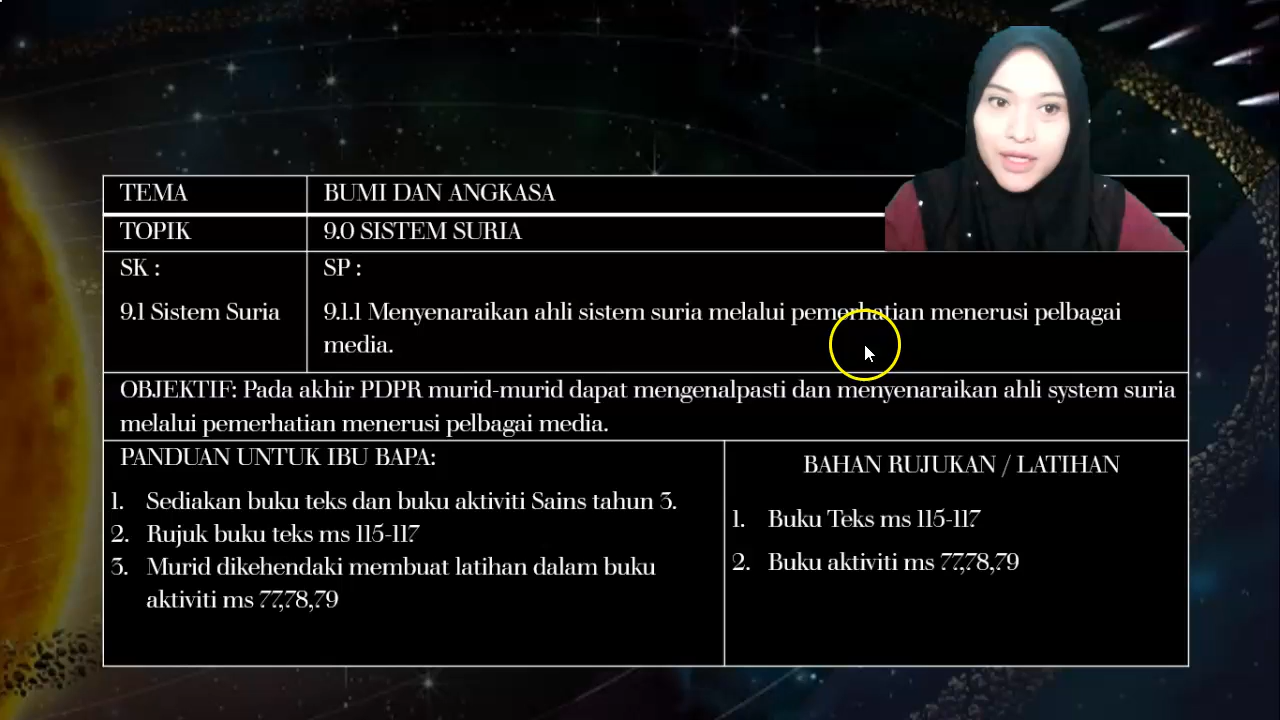 TEMA
BUMI DAN ANGKASA
TOPIK
9.0 SISTEM SURIA
SK :
9.1 Sistem Suria
SP :
9.1.1 Menyenaraikan ahli sistem suria melalui pemerhatian menerusi pelbagai
media.
OBJEKTIF: Pada akhir PDPR murid-murid dapat mengenalpasti dan menyenaraikan ahli system suria
melalui pemerhatian menerusi pelbagai media.
PANDUAN UNTUK IBU BAPA:
1. Sediakan buku teks dan buku aktiviti Sains tahun 3.
2. Rujuk buku teks ms 115-117
3. Murid dikehendaki membuat latihan dalam buku
aktiviti ms 77,78,79
BAHAN RUJUKAN / LATIHAN
1. Buku Teks ms 115-117
2. Buku aktiviti ms 77,78,79